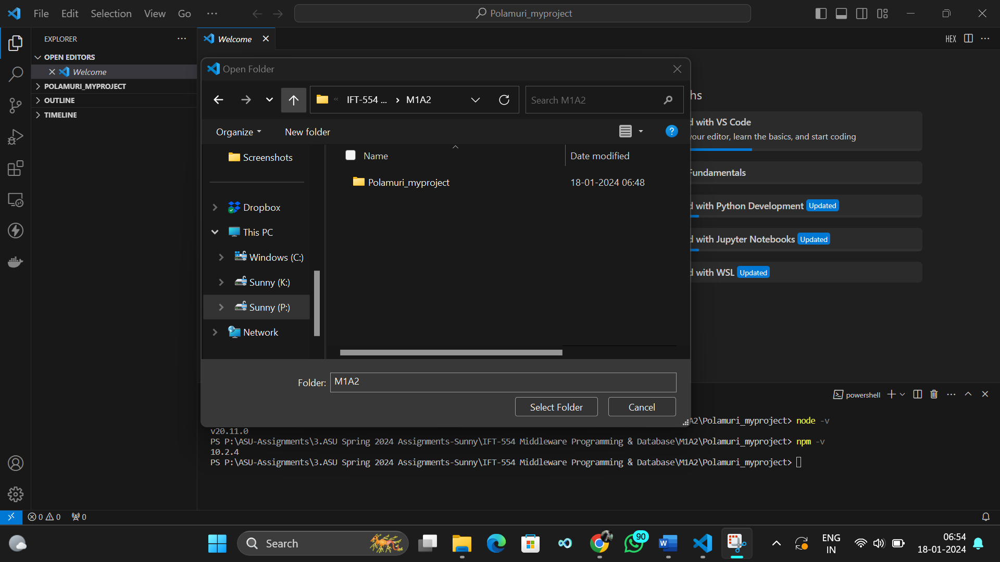 File Edit Selection View Go ···
Polamuri_myproject
EXPLORER
Welcome
HEX
OPEN EDITORS
Welcome
POLAMURI_MYPROJECT
OUTLINE
TIMELINE
Open Folder
« IFT-554 ... › M1A2
Search M1A2
Organize
New folder
Screenshots
Dropbox
This PC
Windows (C:)
Sunny (K:)
Sunny (P:)
Network
Name
Date modified
Polamuri_myproject
18-01-2024 06:48
Folder: M1A2
Select Folder
Cancel
hs
d with VS Code
your editor, learn the basics, and start coding
Fundamentals
d with Python Development Updated
d with Jupyter Notebooks Updated
d with WSL Updated
powershell
A2\Polamuri_myproject> node -v
v20.11.0
PS P:\ASU-Assignments\3.ASU Spring 2024 Assignments-Sunny\IFT-554 Middleware Programming & Database\M1A2\Polamuri_myproject> npm -v
10.2.4
PS P:\ASU-Assignments\3.ASU Spring 2024 Assignments-Sunny\IFT-554 Middleware Programming & Database\M1A2\Polamuri_myproject>
0 0 0
Search
90
ENG
IN
06:54
18-01-2024